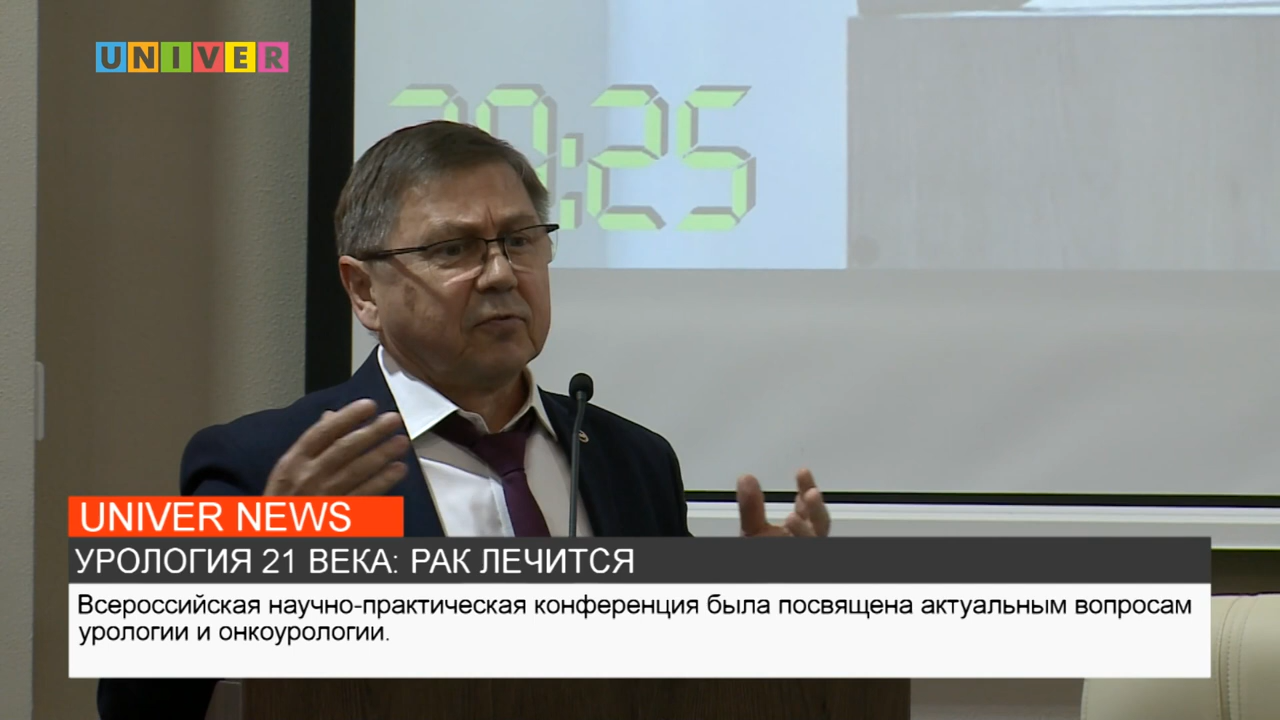 UNIVER
UNIVER NEWS
УРОЛОГИЯ 21 ВЕКА: РАК ЛЕЧИТСЯ
Всероссийская научно-практическая конференция была посвящена актуальным вопросам
урологии и онкоурологии.